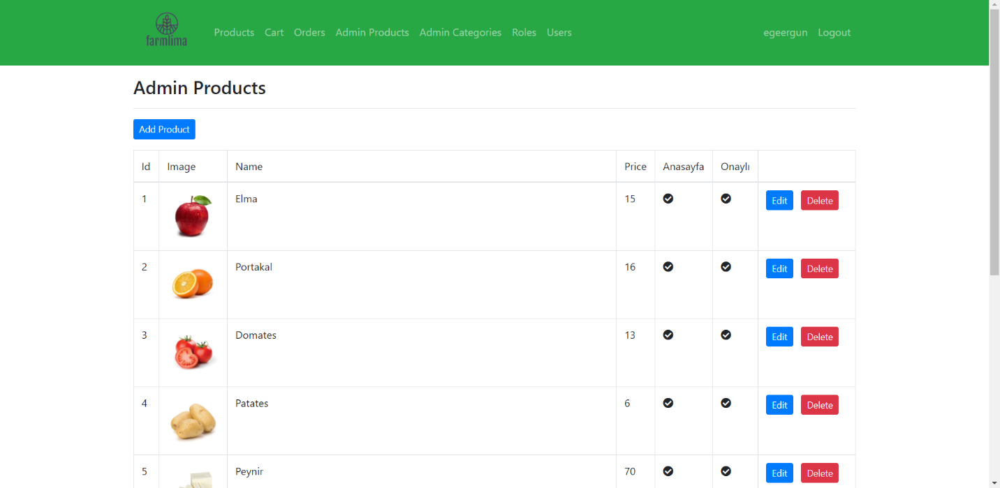 farmlima
Products Cart Orders Admin Products Admin Categories Roles Users egeergun Logout
Admin Products
Add Product
Id Image Name Price Anasayfa Onaylı
1 Elma 15 Edit Delete
2 Portakal 16 Edit Delete
3 Domates 13 Edit Delete
4 Patates 6 Edit Delete
5 Peynir 70 Edit Delete